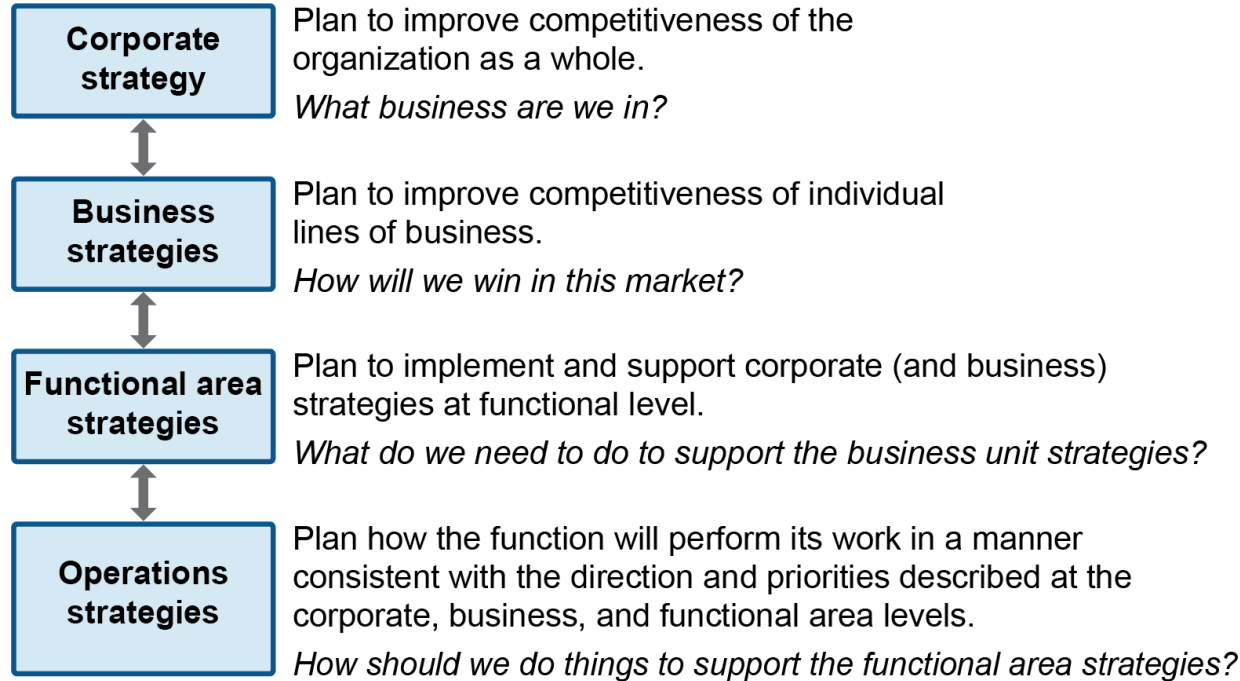 Corporate
strategy
Plan to improve competitiveness of the
organization as a whole.
What business are we in?
Business
strategies
Plan to improve competitiveness of individual
lines of business.
How will we win in this market?
Functional area
strategies
Plan to implement and support corporate (and business)
strategies at functional level.
What do we need to do to support the business unit strategies?
Operations
strategies
Plan how the function will perform its work in a manner
consistent with the direction and priorities described at the
corporate, business, and functional area levels.
How should we do things to support the functional area strategies?